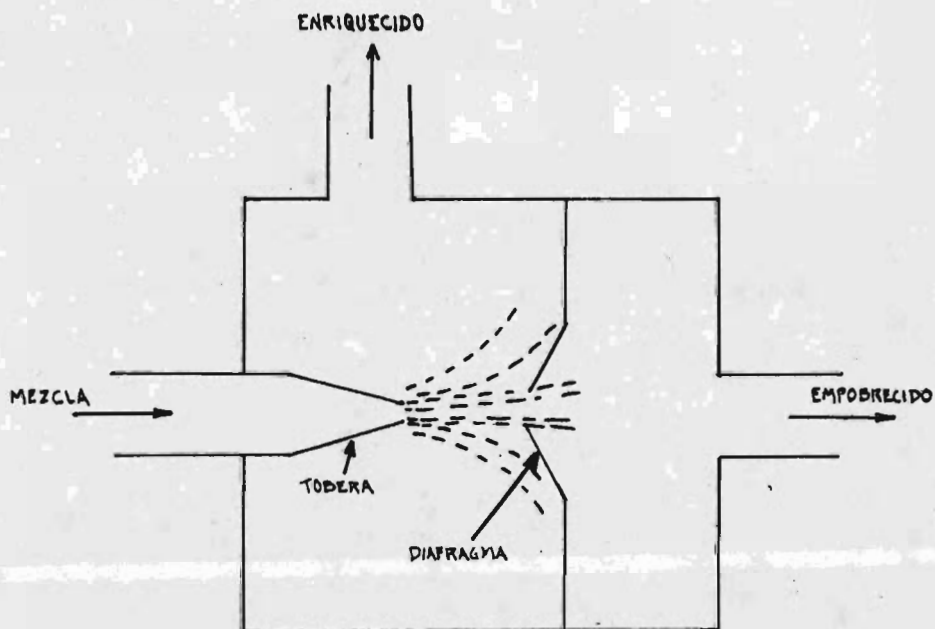 ENRIQUECIDO
MEZCLA
EMPOBRECIDO
TOBERA
DIAFRAGMA